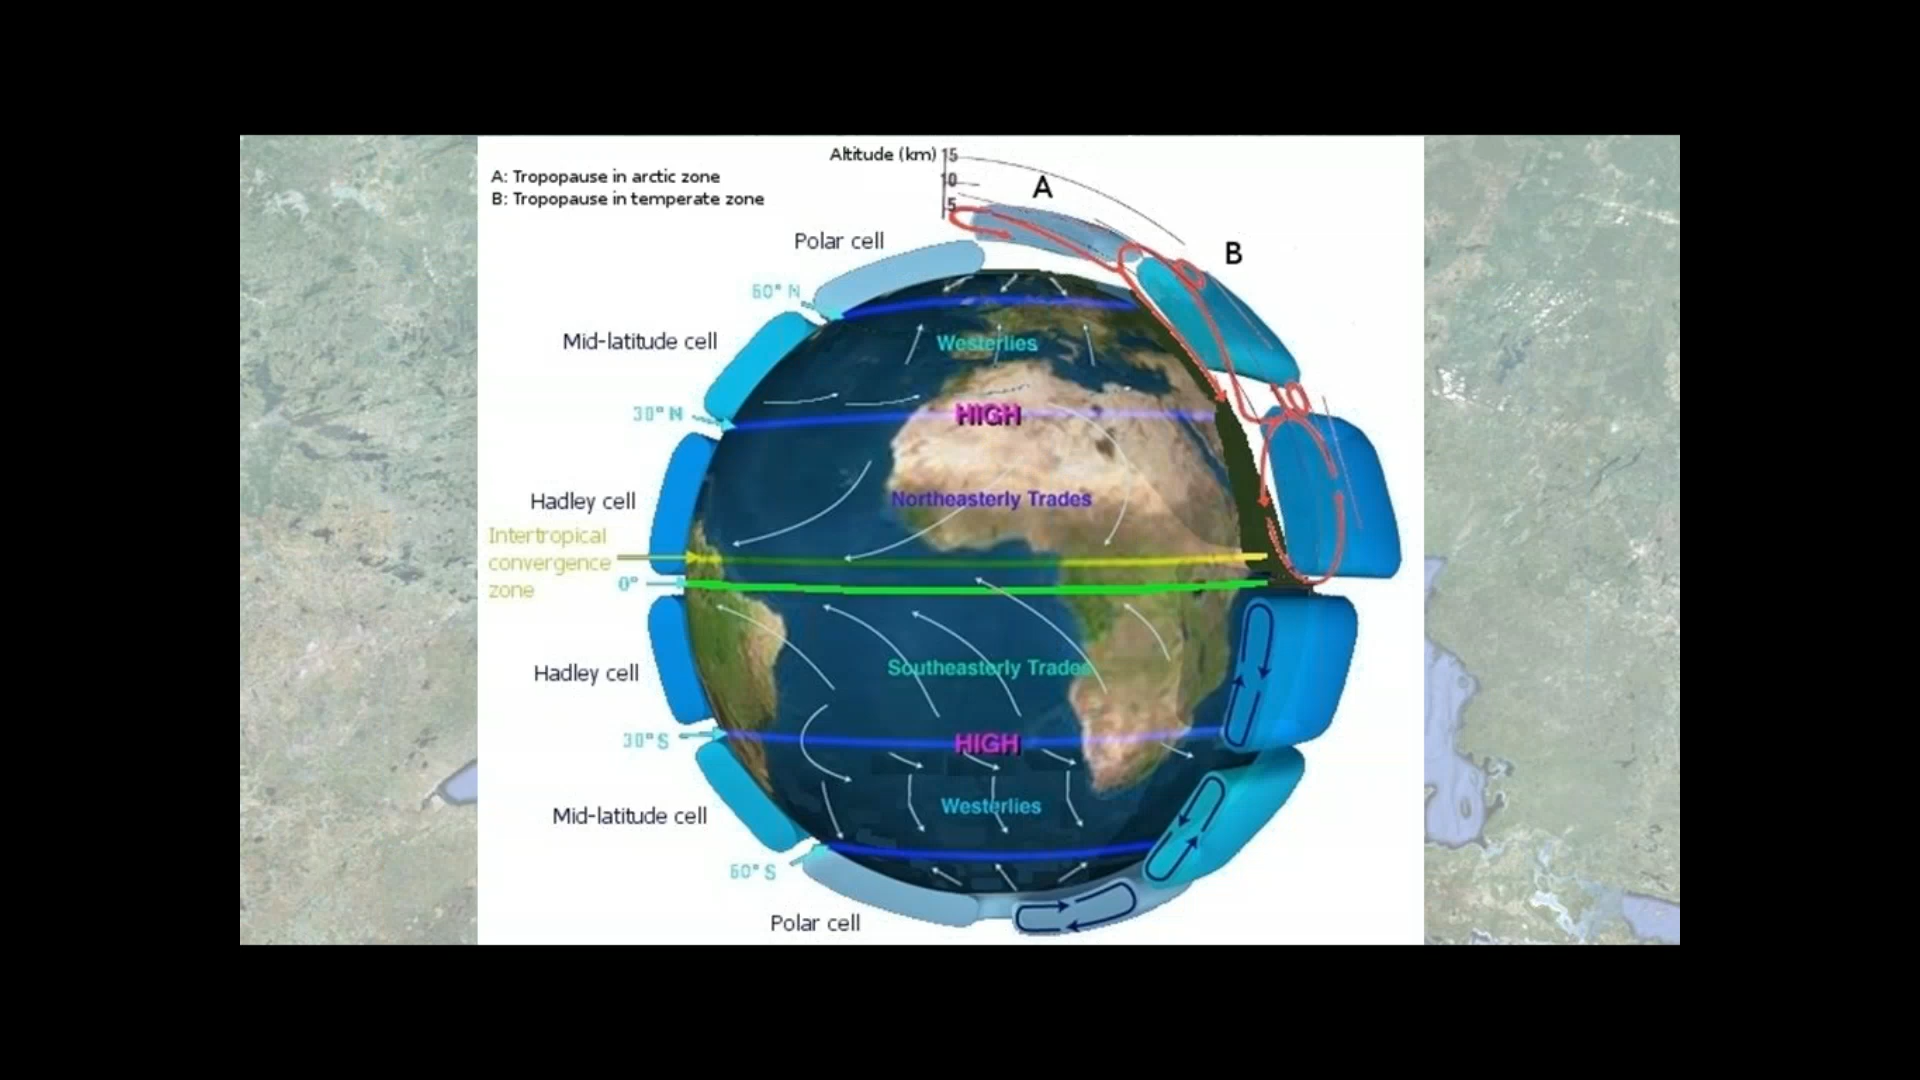 Altitude (km) 15
10
5
A: Tropopause in arctic zone
B: Tropopause in temperate zone
A
B
Polar cell
60° N
Mid-latitude cell
Westerlies
30° N
HIGH
Hadley cell
Northeasterly Trades
Intertropical
convergence
zone
0°
Hadley cell
Southeasterly Trades
30° S
HIGH
Mid-latitude cell
Westerlies
60° S
Polar cell